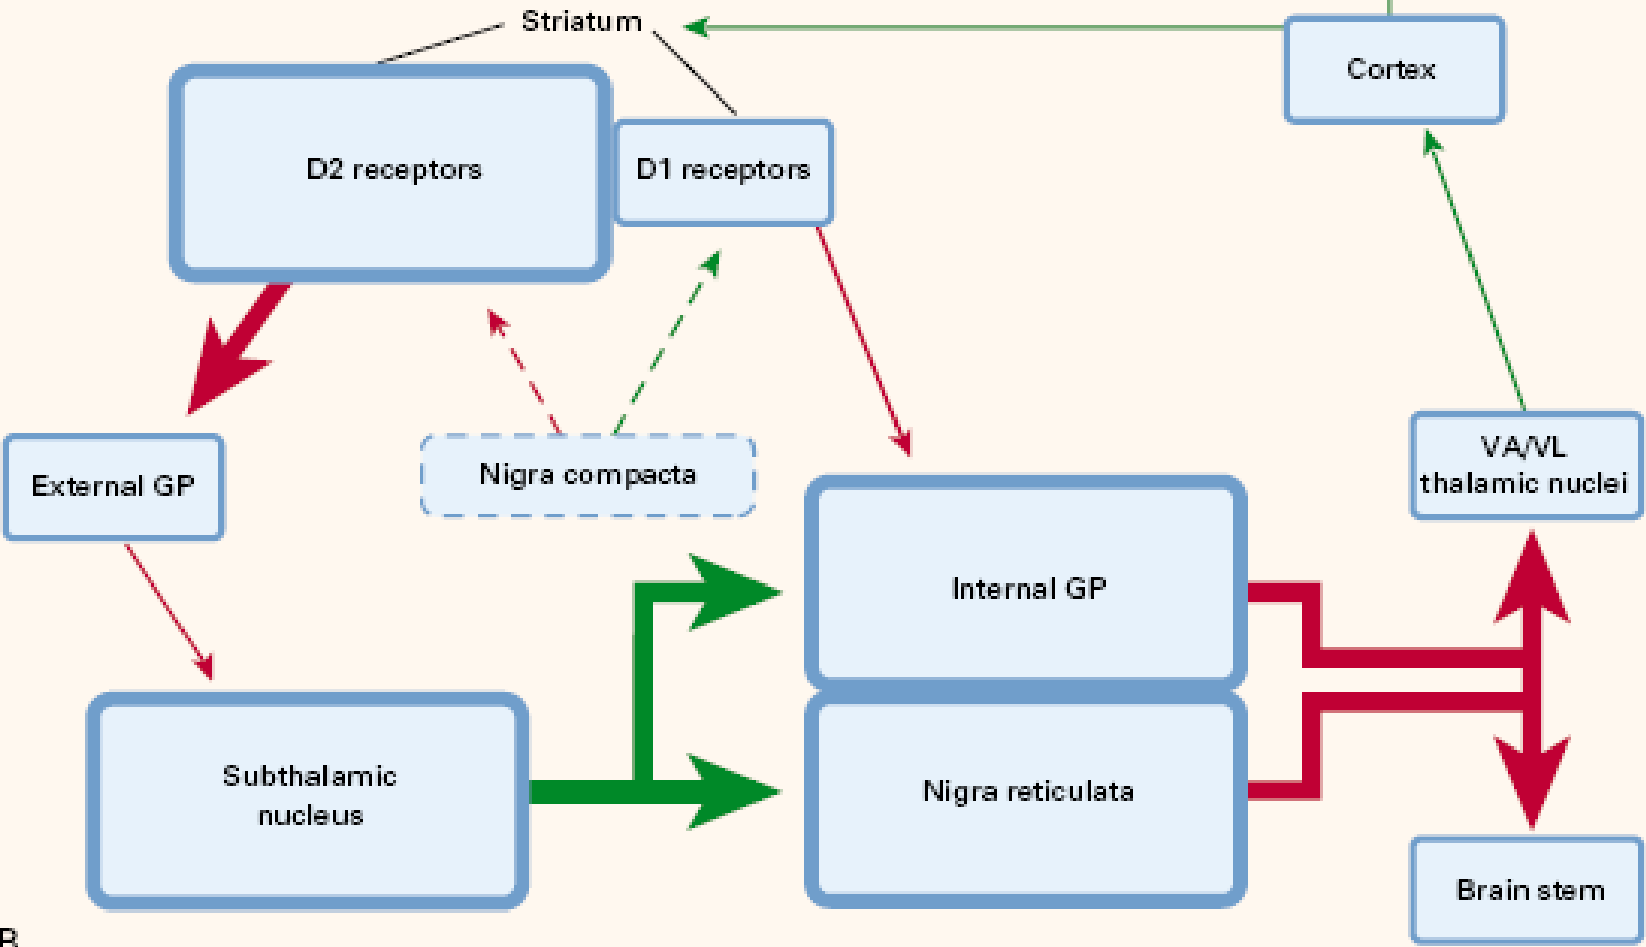 Striatum
Cortex
D2 receptors
D1 receptors
External GP
Nigra compacta
VA/VL
thalamic nuclei
Internal GP
Subthalamic
nucleus
Nigra reticulata
Brain stem
B